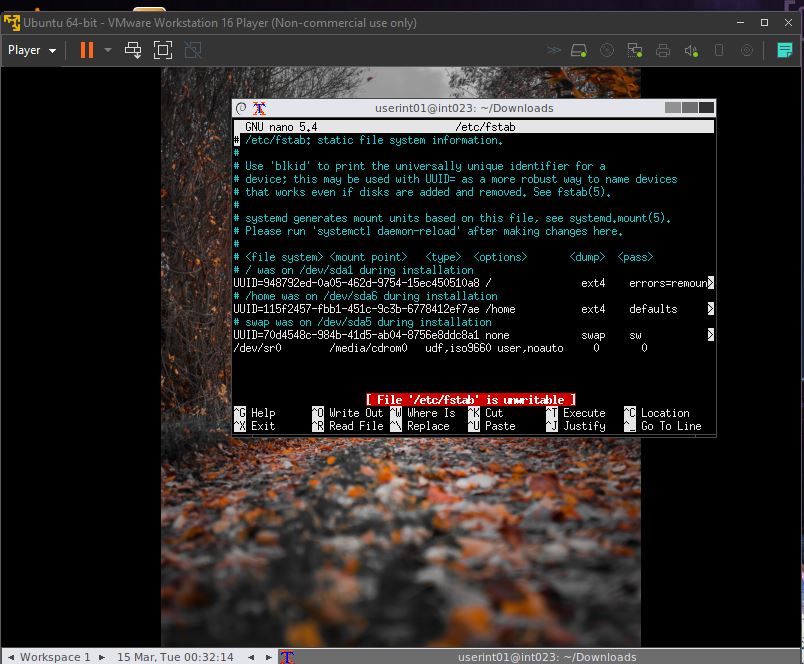 Ubuntu 64-bit - VMware Workstation 16 Player (Non-commercial use only)
Player
userint01@int023: ~/Downloads
GNU nano 5.4 /etc/fstab
# /etc/fstab: static file system information.
#
# Use 'blkid' to print the universally unique identifier for a
# device; this may be used with UUID= as a more robust way to name devices
# that works even if disks are added and removed. See fstab(5).
#
# systemd generates mount units based on this file, see systemd.mount(5).
# Please run 'systemctl daemon-reload' after making changes here.
#
# <file system> <mount point> <type> <options> <dump> <pass>
# / was on /dev/sda1 during installation
UUID=948792ed-0a05-462d-9754-15ec450510a8 / ext4 errors=remoun>
# /home was on /dev/sda6 during installation
UUID=115f2457-fbb1-451c-9c3b-6778412ef7ae /home ext4 defaults >
# swap was on /dev/sda5 during installation
UUID=70d4548c-984b-41d5-ab04-8756e8ddc8a1 none swap sw >
/dev/sr0 /media/cdrom0 udf,iso9660 user,noauto 0 0
[ File '/etc/fstab' is unwritable ]
^G Help ^O Write Out ^W Where Is ^K Cut ^T Execute ^C Location
^X Exit ^R Read File ^\ Replace ^U Paste ^J Justify ^_ Go To Line
Workspace 1 15 Mar, Tue 00:32:14 userint01@int023: ~/Downloads